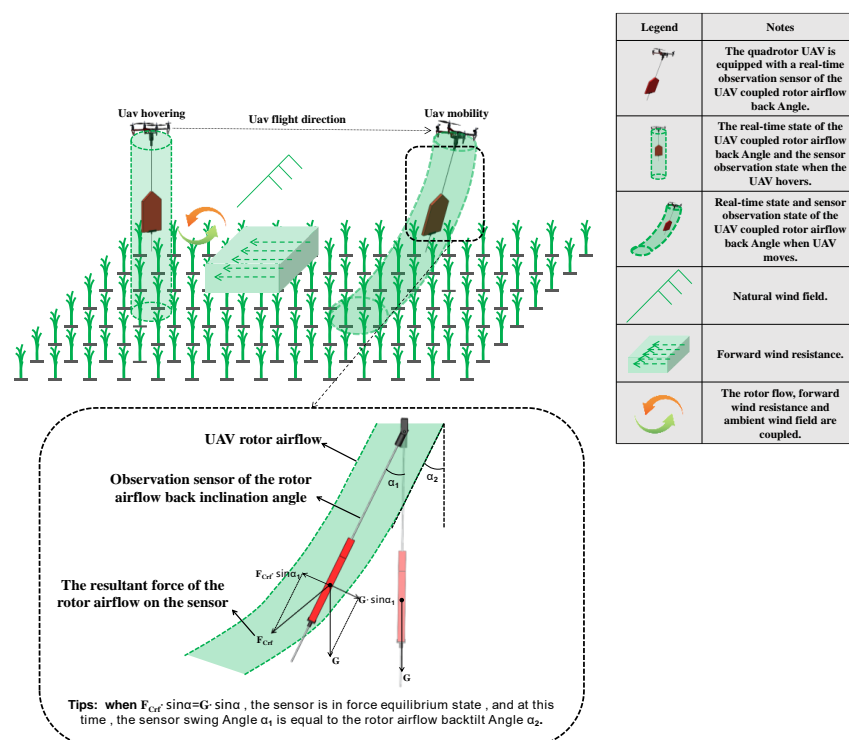 Uav hovering
Uav flight direction
Uav mobility
Legend
Notes
The quadrotor UAV is
equipped with a real-time
observation sensor of the
UAV coupled rotor airflow
back Angle.
The real-time state of the
UAV coupled rotor airflow
back Angle and the sensor
observation state when the
UAV hovers.
Real-time state and sensor
observation state of the
UAV coupled rotor airflow
back Angle when UAV
moves.
Natural wind field.
Forward wind resistance.
The rotor flow, forward
wind resistance and
ambient wind field are
coupled.
UAV rotor airflow
Observation sensor of the rotor
airflow back inclination angle
α₁
α₂
The resultant force of the
rotor airflow on the sensor
F_Crf· sinα₁
G· sinα₁
F_Crf
G
G
Tips: when F_Crf· sinα=G· sinα , the sensor is in force equilibrium state , and at this
time , the sensor swing Angle α₁ is equal to the rotor airflow backtilt Angle α₂.